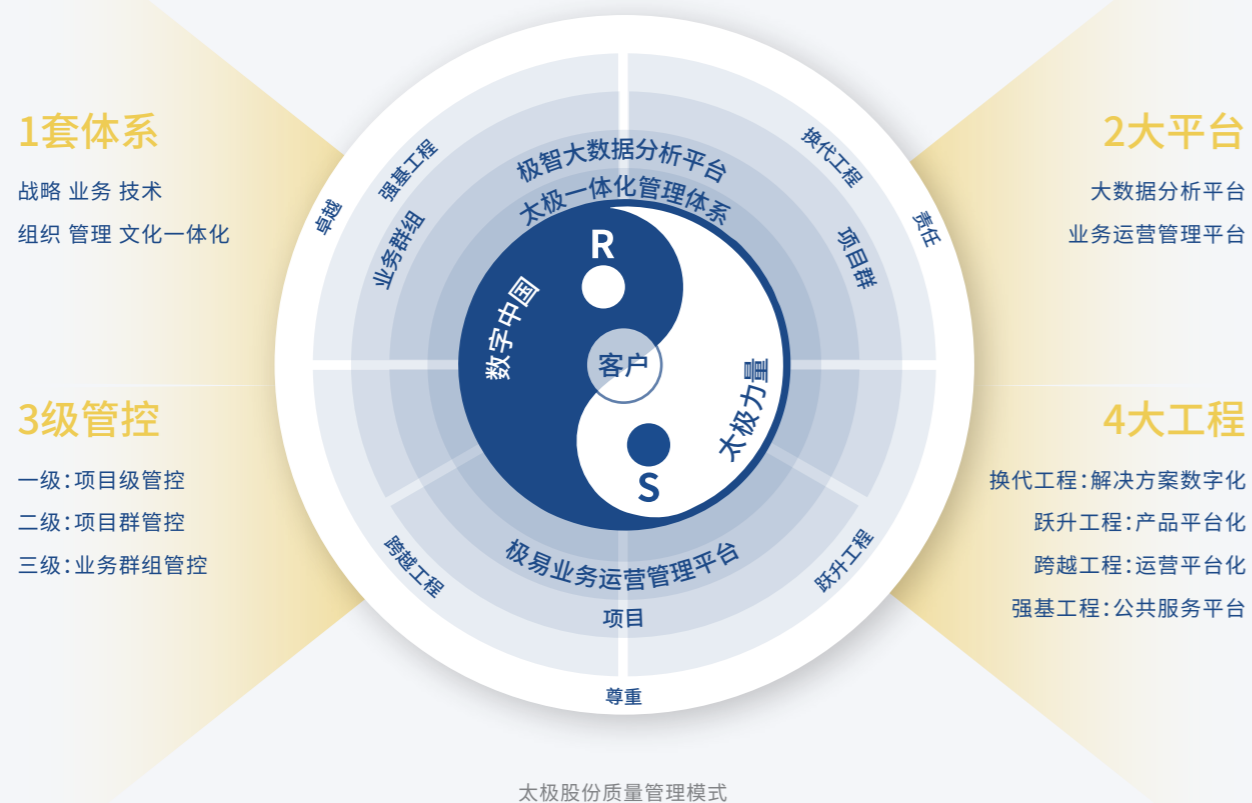 1套体系
战略 业务 技术
组织 管理 文化一体化
2大平台
大数据分析平台
业务运营管理平台
卓越
强基工程
换代工程
责任
业务群组
项目群
极智大数据分析平台
太极一体化管理体系
R
数字中国
客户
太极力量
S
极易业务运营管理平台
跨越工程
跃升工程
项目
尊重
3级管控
一级：项目级管控
二级：项目群管控
三级：业务群组管控
4大工程
换代工程：解决方案数字化
跃升工程：产品平台化
跨越工程：运营平台化
强基工程：公共服务平台
太极股份质量管理模式